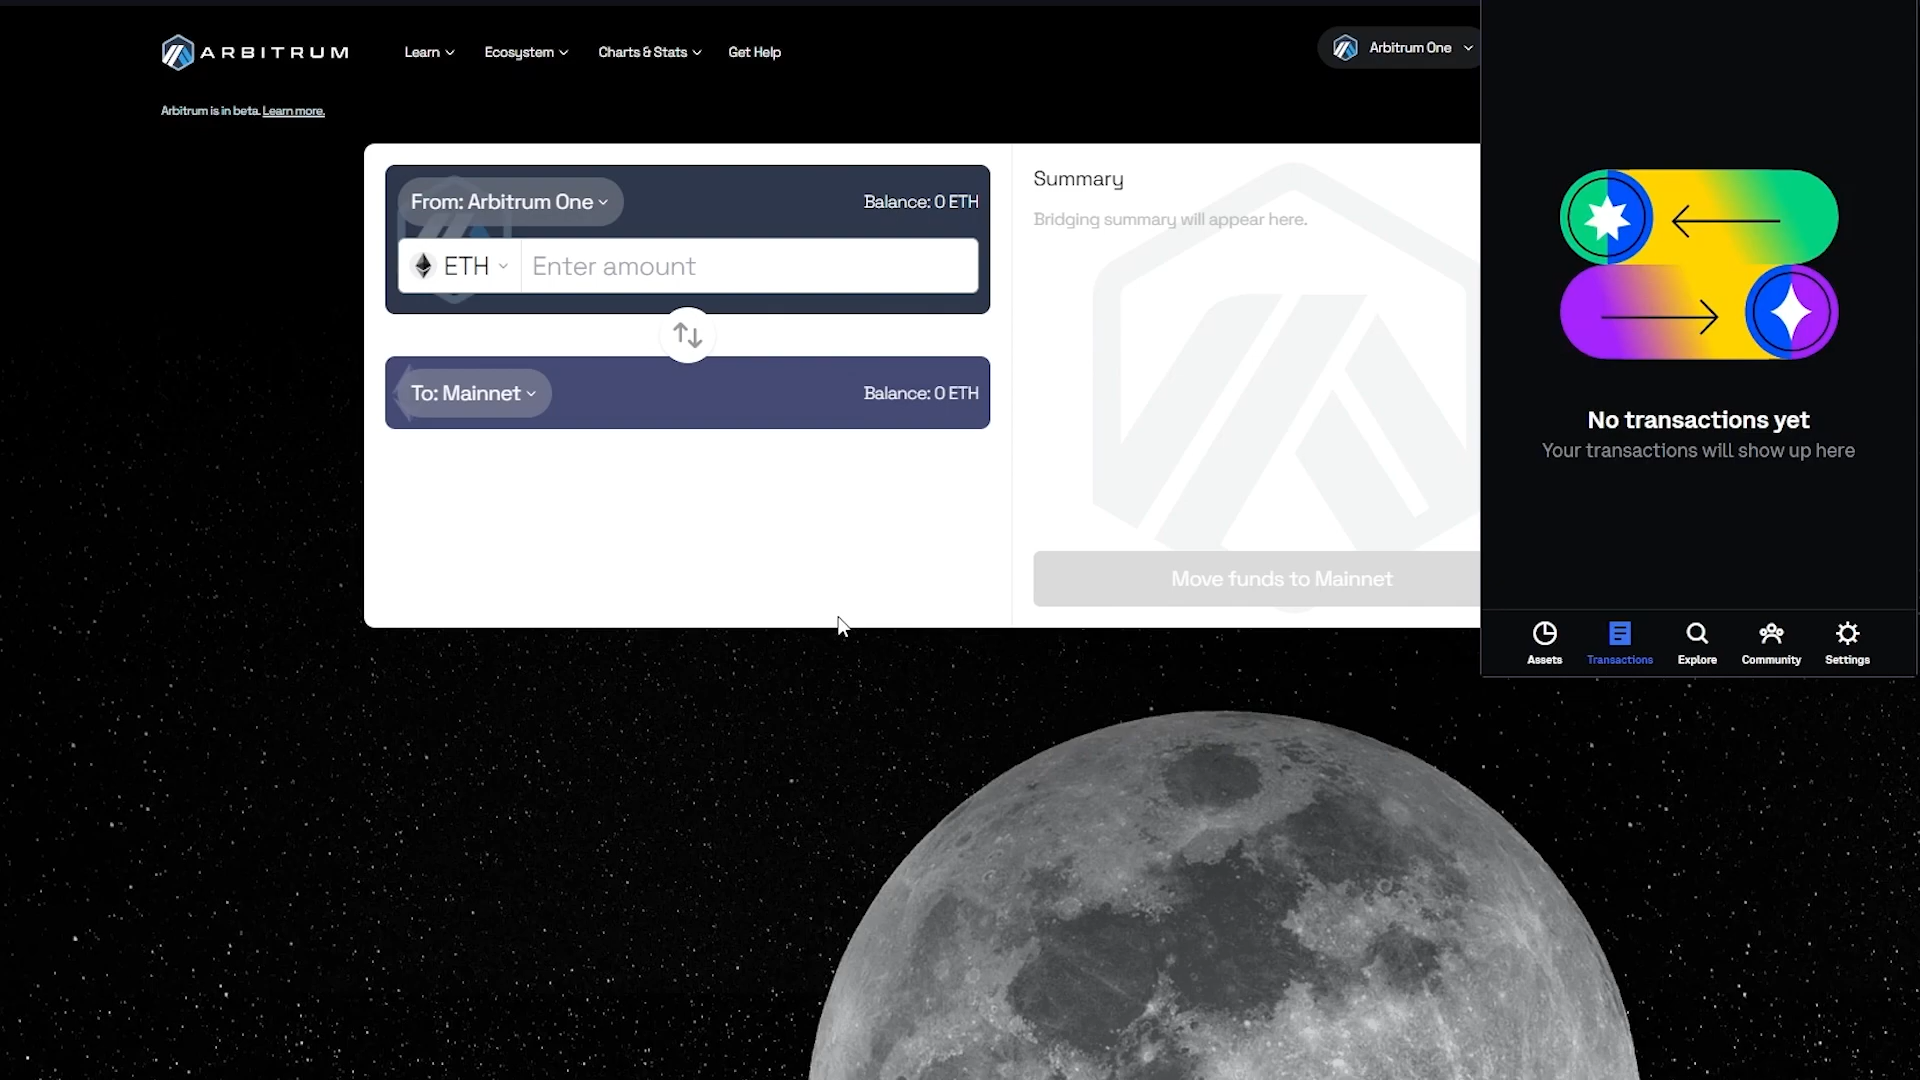 ARBITRUM
Learn
Ecosystem
Charts & Stats
Get Help
Arbitrum One
Arbitrum is in beta. Learn more.
From: Arbitrum One
Balance: 0 ETH
ETH
Enter amount
To: Mainnet
Balance: 0 ETH
Summary
Bridging summary will appear here.
Move funds to Mainnet
No transactions yet
Your transactions will show up here
Assets
Transactions
Explore
Community
Settings